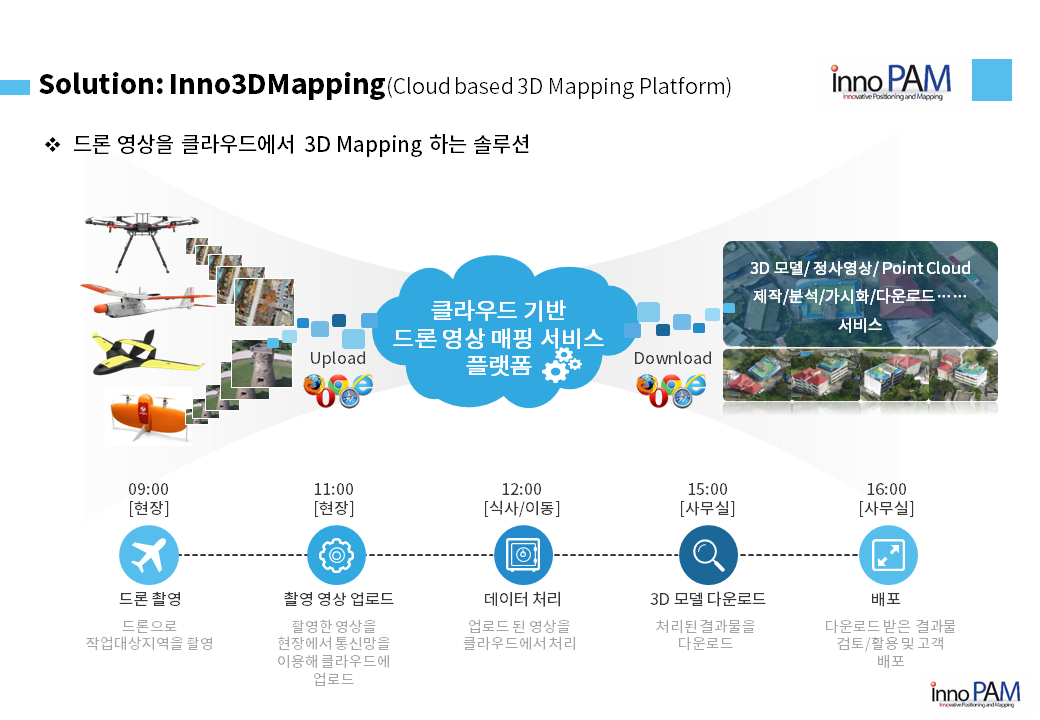 Solution: Inno3DMapping(Cloud based 3D Mapping Platform)
inno PAM
Innovative Positioning and Mapping
❖ 드론 영상을 클라우드에서 3D Mapping 하는 솔루션
3D 모델/ 정사영상/ Point Cloud
제작/분석/가시화/다운로드……
서비스
클라우드 기반
드론 영상 매핑 서비스
플랫폼
Upload
Download
09:00
[현장]
11:00
[현장]
12:00
[식사/이동]
15:00
[사무실]
16:00
[사무실]
드론 촬영
촬영 영상 업로드
데이터 처리
3D 모델 다운로드
배포
드론으로
작업대상지역을 촬영
촬영한 영상을
현장에서 통신망을
이용해 클라우드에
업로드
업로드 된 영상을
클라우드에서 처리
처리된 결과물을
다운로드
다운로드 받은 결과물
검토/활용 및 고객
배포
inno PAM
Innovative Positioning and Mapping